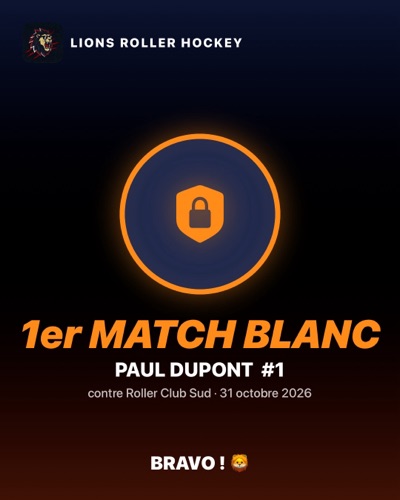 LIONS ROLLER HOCKEY
1er MATCH BLANC
PAUL DUPONT #1
contre Roller Club Sud · 31 octobre 2026
BRAVO ! 🦁